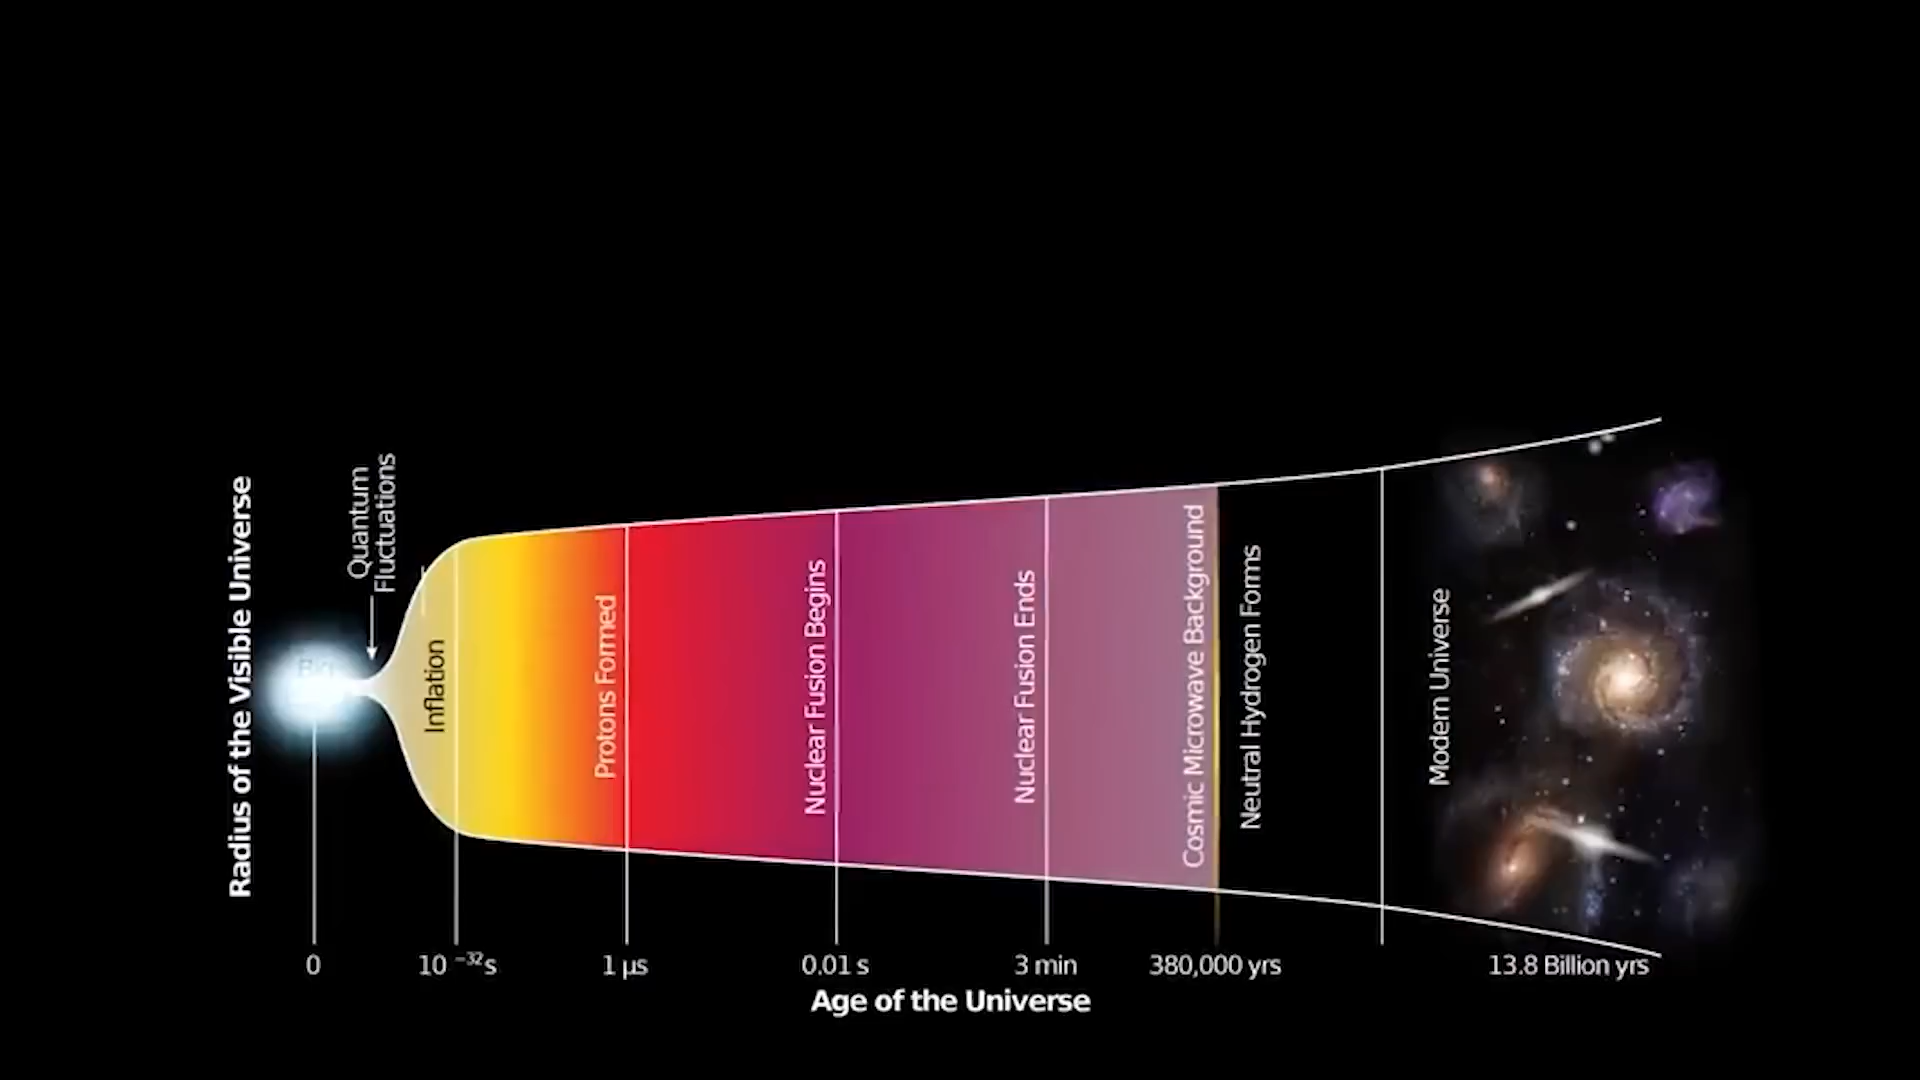 Radius of the Visible Universe
Quantum
Fluctuations
Inflation
Protons Formed
Nuclear Fusion Begins
Nuclear Fusion Ends
Cosmic Microwave Background
Neutral Hydrogen Forms
Modern Universe
0
10⁻³²s
1 µs
0.01 s
3 min
380,000 yrs
13.8 Billion yrs
Age of the Universe